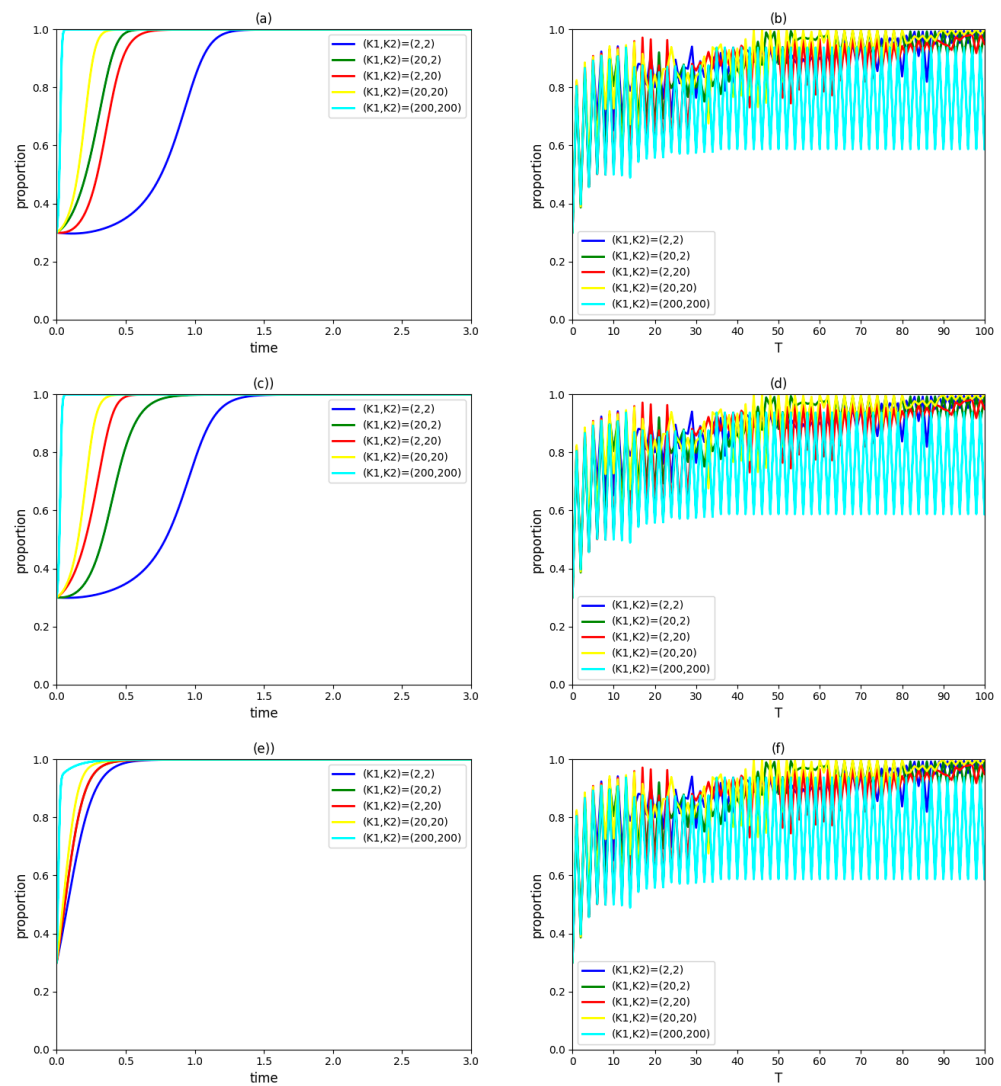 (a)
proportion
1.0
0.8
0.6
0.4
0.2
0.0
(K1,K2)=(2,2)
(K1,K2)=(20,2)
(K1,K2)=(2,20)
(K1,K2)=(20,20)
(K1,K2)=(200,200)
0.0 0.5 1.0 1.5 2.0 2.5 3.0
time
(b)
proportion
1.0
0.8
0.6
0.4
0.2
0.0
(K1,K2)=(2,2)
(K1,K2)=(20,2)
(K1,K2)=(2,20)
(K1,K2)=(20,20)
(K1,K2)=(200,200)
0 10 20 30 40 50 60 70 80 90 100
T
(c))
proportion
1.0
0.8
0.6
0.4
0.2
0.0
(K1,K2)=(2,2)
(K1,K2)=(20,2)
(K1,K2)=(2,20)
(K1,K2)=(20,20)
(K1,K2)=(200,200)
0.0 0.5 1.0 1.5 2.0 2.5 3.0
time
(d)
proportion
1.0
0.8
0.6
0.4
0.2
0.0
(K1,K2)=(2,2)
(K1,K2)=(20,2)
(K1,K2)=(2,20)
(K1,K2)=(20,20)
(K1,K2)=(200,200)
0 10 20 30 40 50 60 70 80 90 100
T
(e))
proportion
1.0
0.8
0.6
0.4
0.2
0.0
(K1,K2)=(2,2)
(K1,K2)=(20,2)
(K1,K2)=(2,20)
(K1,K2)=(20,20)
(K1,K2)=(200,200)
0.0 0.5 1.0 1.5 2.0 2.5 3.0
time
(f)
proportion
1.0
0.8
0.6
0.4
0.2
0.0
(K1,K2)=(2,2)
(K1,K2)=(20,2)
(K1,K2)=(2,20)
(K1,K2)=(20,20)
(K1,K2)=(200,200)
0 10 20 30 40 50 60 70 80 90 100
T